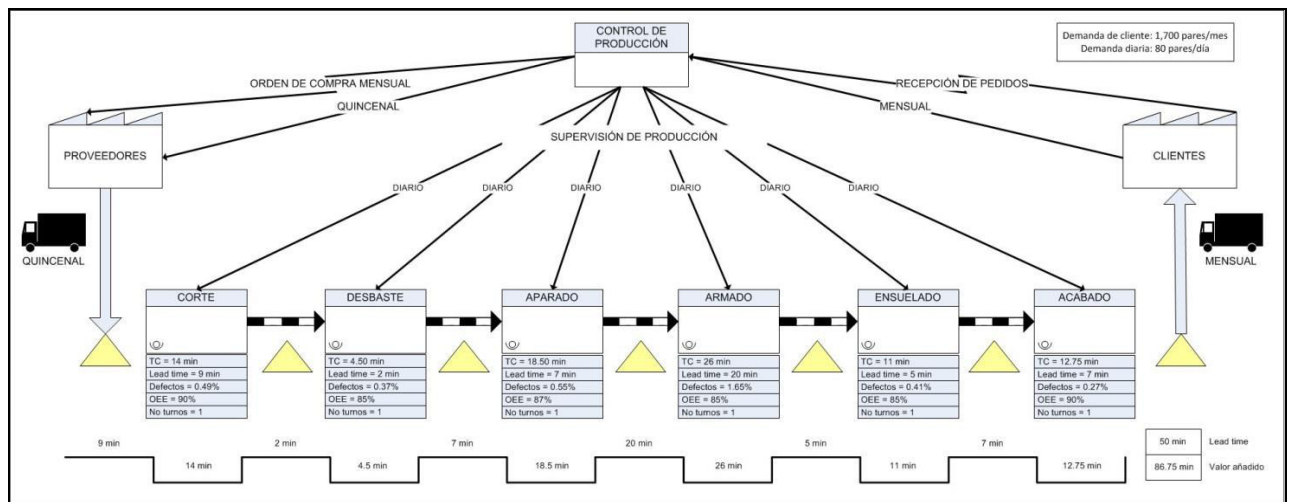 CONTROL DE
PRODUCCIÓN
Demanda de cliente: 1,700 pares/mes
Demanda diaria: 80 pares/día
ORDEN DE COMPRA MENSUAL
QUINCENAL
RECEPCIÓN DE PEDIDOS
MENSUAL
PROVEEDORES
SUPERVISIÓN DE PRODUCCIÓN
CLIENTES
DIARIO
DIARIO
DIARIO
DIARIO
DIARIO
DIARIO
QUINCENAL
MENSUAL
CORTE
TC = 14 min
Lead time = 9 min
Defectos = 0.49%
OEE = 90%
No turnos = 1
DESBASTE
TC = 4.50 min
Lead time = 2 min
Defectos = 0.37%
OEE = 85%
No turnos = 1
APARADO
TC = 18.50 min
Lead time = 7 min
Defectos = 0.55%
OEE = 87%
No turnos = 1
ARMADO
TC = 26 min
Lead time = 20 min
Defectos = 1.65%
OEE = 85%
No turnos = 1
ENSUELADO
TC = 11 min
Lead time = 5 min
Defectos = 0.41%
OEE = 85%
No turnos = 1
ACABADO
TC = 12.75 min
Lead time = 7 min
Defectos = 0.27%
OEE = 90%
No turnos = 1
9 min
2 min
7 min
20 min
5 min
7 min
50 min Lead time
14 min
4.5 min
18.5 min
26 min
11 min
12.75 min
86.75 min Valor añadido